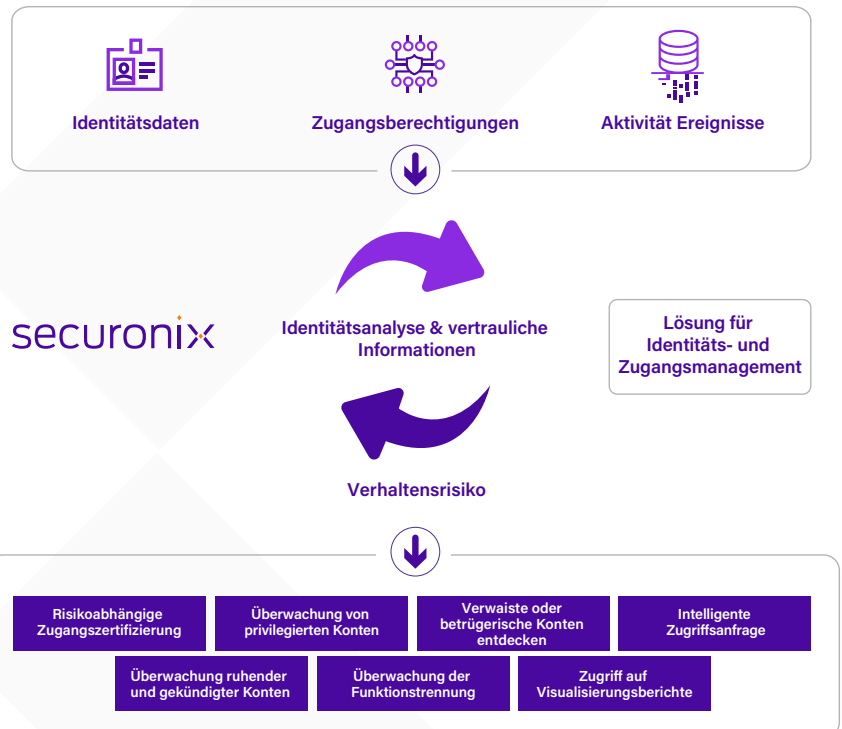 Identitätsdaten
Zugangsberechtigungen
Aktivität Ereignisse
securonix
Identitätsanalyse & vertrauliche
Informationen
Lösung für
Identitäts- und
Zugangsmanagement
Verhaltensrisiko
Risikoabhängige
Zugangszertifizierung
Überwachung von
privilegierten Konten
Verwaiste oder
betrügerische Konten
entdecken
Intelligente
Zugriffsanfrage
Überwachung ruhender
und gekündigter Konten
Überwachung der
Funktionstrennung
Zugriff auf
Visualisierungsberichte